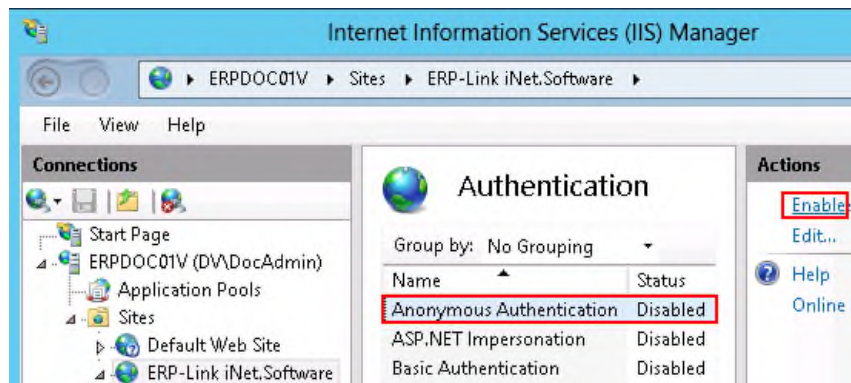 Internet Information Services (IIS) Manager
ERPDOC01V Sites ERP-Link iNet.Software
File View Help
Connections
Start Page
ERPDOC01V (DV\DocAdmin)
Application Pools
Sites
Default Web Site
ERP-Link iNet.Software
Authentication
Group by: No Grouping
Name Status
Anonymous Authentication Disabled
ASP.NET Impersonation Disabled
Basic Authentication Disabled
Actions
Enable
Edit...
Help
Online